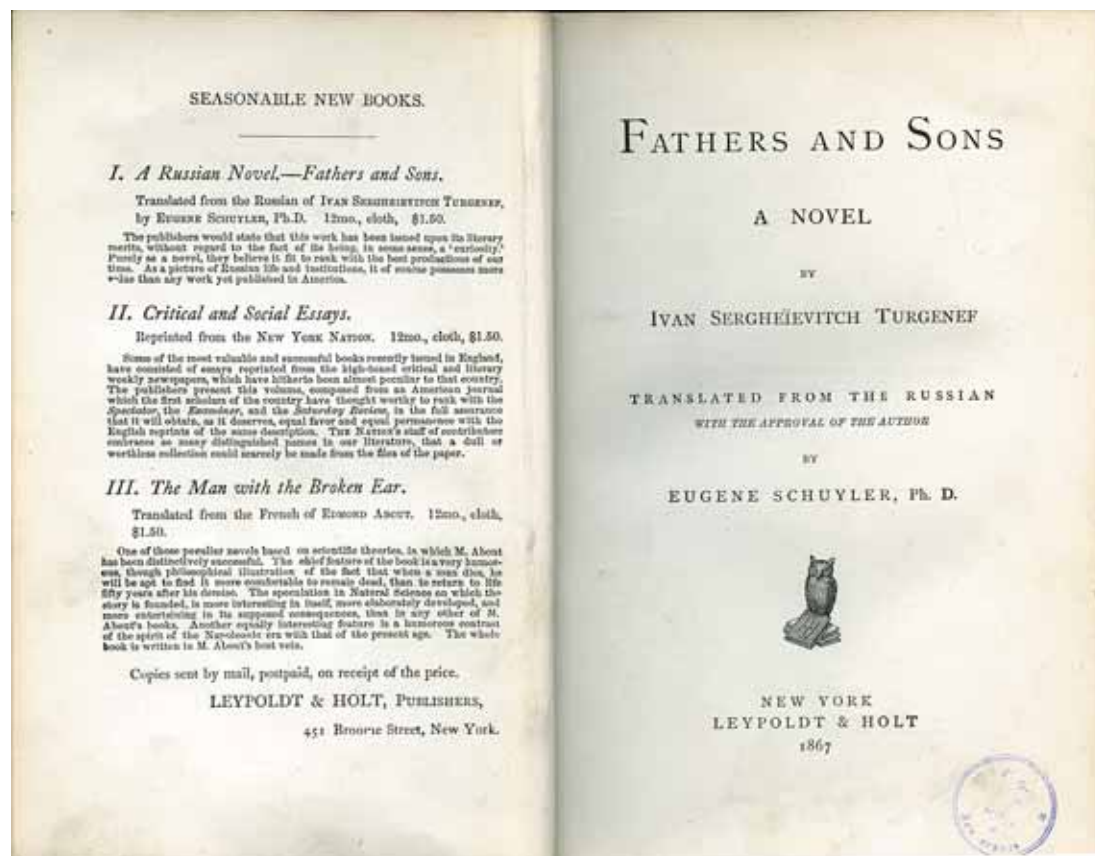 SEASONABLE NEW BOOKS.
I. A Russian Novel.—Fathers and Sons.
Translated from the Russian of IVAN SERGHEIEVITCH TURGENEF,
by EUGENE SCHUYLER, Ph.D. 12mo., cloth, $1.50.
The publishers would state that this work has been issued upon its literary
merits, without regard to the fact of its being, in some sense, a 'curiosity.'
Purely as a novel, they believe it fit to rank with the best productions of our
time. As a picture of Russian life and institutions, it of course possesses more
value than any work yet published in America.
II. Critical and Social Essays.
Reprinted from the NEW YORK NATION. 12mo., cloth, $1.50.
Some of the most valuable and successful books recently issued in England,
have consisted of essays reprinted from the high-toned critical and literary
weekly newspapers, which have hitherto been almost peculiar to that country.
The publishers present this volume, composed from an American journal
which the first scholars of the country have thought worthy to rank with the
Spectator, the Examiner, and the Saturday Review, in the full assurance
that it will obtain, as it deserves, equal favor and equal permanence with the
English reprints of the same description. THE NATION'S staff of contributors
embraces so many distinguished names in our literature, that a dull or
worthless collection could scarcely be made from the files of the paper.
III. The Man with the Broken Ear.
Translated from the French of EDMOND ABOUT. 12mo., cloth,
$1.50.
One of those peculiar novels based on scientific theories, in which M. About
has been distinctively successful. The chief feature of the book is a very humor-
ous, though philosophical illustration of the fact that when a man dies, he
will be apt to find it more comfortable to remain dead, than to return to life
fifty years after his demise. The speculation in Natural Science on which the
story is founded, is more interesting in itself, more elaborately developed, and
more entertaining in its supposed consequences, than in any other of M.
About's books. Another equally interesting feature is a humorous contrast
of the spirit of the Napoleonic era with that of the present age. The whole
book is written in M. About's best vein.
Copies sent by mail, postpaid, on receipt of the price.
LEYPOLDT & HOLT, PUBLISHERS,
451 Broome Street, New York.
FATHERS AND SONS
A NOVEL
BY
IVAN SERGHEÏEVITCH TURGENEF
TRANSLATED FROM THE RUSSIAN
WITH THE APPROVAL OF THE AUTHOR
BY
EUGENE SCHUYLER, Ph. D.
NEW YORK
LEYPOLDT & HOLT
1867